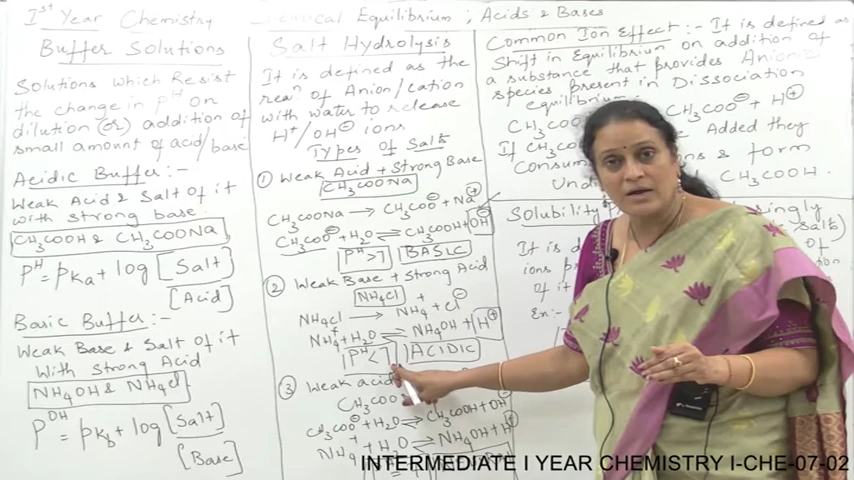 Ist Year Chemistry
Chemical Equilibrium ; Acids & Bases
Buffer Solutions
Solutions which Resist
the change in pH on
dilution (or) addition of
small amount of acid/base
Acidic Buffer :-
Weak Acid & Salt of it
with strong base.
CH3COOH & CH3COONa
PH = pKa + log [Salt]
[Acid]
Basic Buffer :-
Weak Base & Salt of it
With Strong Acid
NH4OH & NH4Cl
POH = pKb + log [Salt]
[Base]
Salt Hydrolysis
It is defined as the
rean of Anion/Cation
with water to release
H+/OH⊖ ions
Types of Salts
① Weak Acid + Strong Base
CH3COONa
CH3COONa → CH3COO⊖ + Na⊕
CH3COO⊖ + H2O ⇌ CH3COOH + OH⊖
PH>7 BASIC
② Weak Base + Strong Acid
NH4Cl
NH4Cl → NH4+ + Cl⊖
NH4+ + H2O ⇌ NH4OH + H⊕
PH<7 ACIDIC
③ Weak acid
CH3COO
CH3COO⊖ + H2O ⇌ CH3COOH + OH⊖
NH4+ + H2O ⇌ NH4OH + H⊕
Common Ion Effect :- It is defined as
Shift in Equilibrium on addition of
a substance that provides Anionic
species present in Dissociation
equilibrium
CH3COO CH3COO⊖ + H⊕
If CH3COO Added they
Consum & form
Un CH3COOH.
Solubility
It is d of
ions p
of it
Ex:-
INTERMEDIATE I YEAR CHEMISTRY I-CHE-07-02